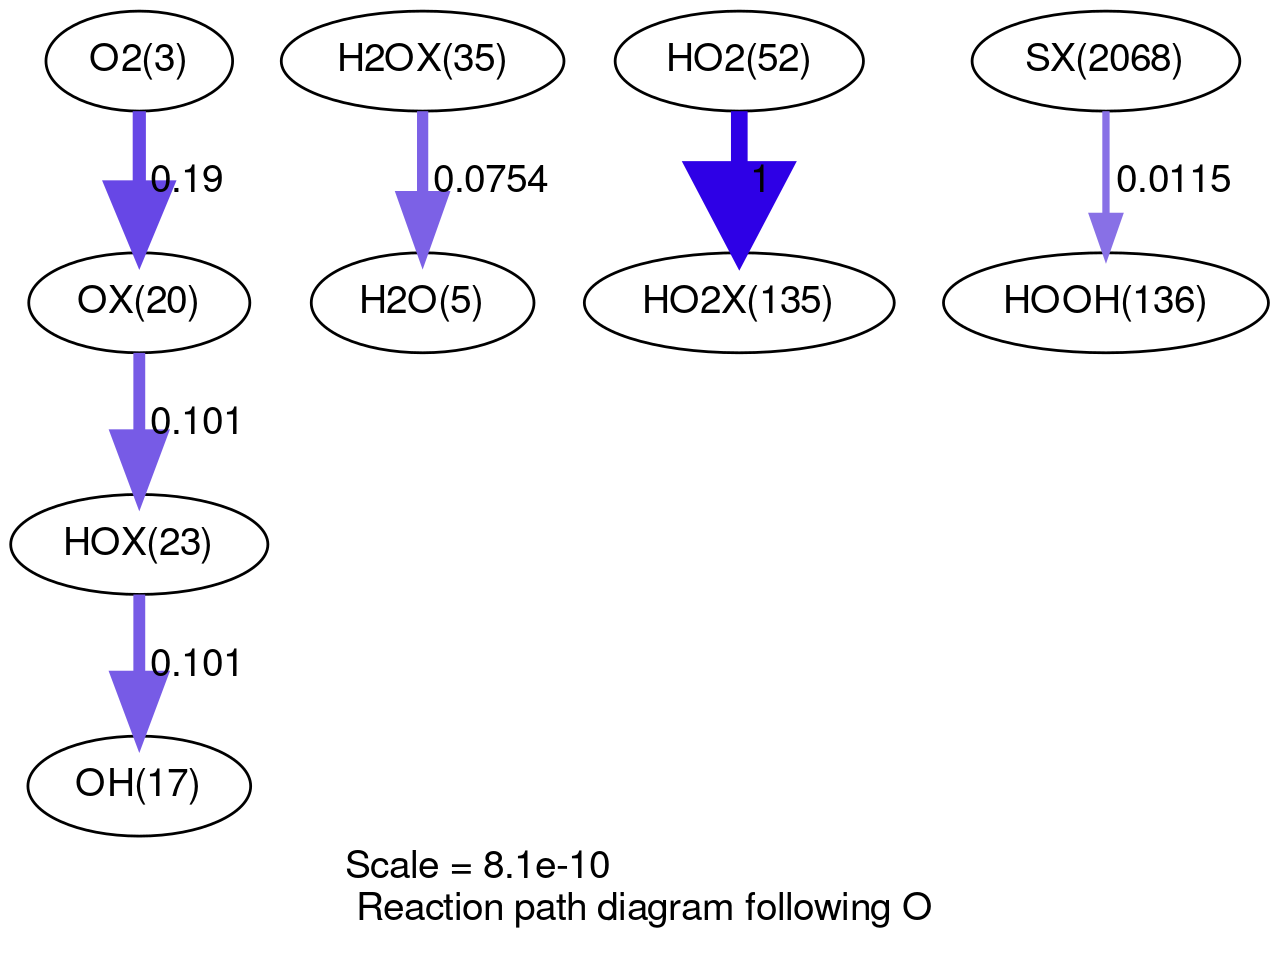 O2(3)
H2OX(35)
HO2(52)
SX(2068)
0.19
0.0754
1
0.0115
OX(20)
H2O(5)
HO2X(135)
HOOH(136)
0.101
HOX(23)
0.101
OH(17)
Scale = 8.1e-10
Reaction path diagram following O